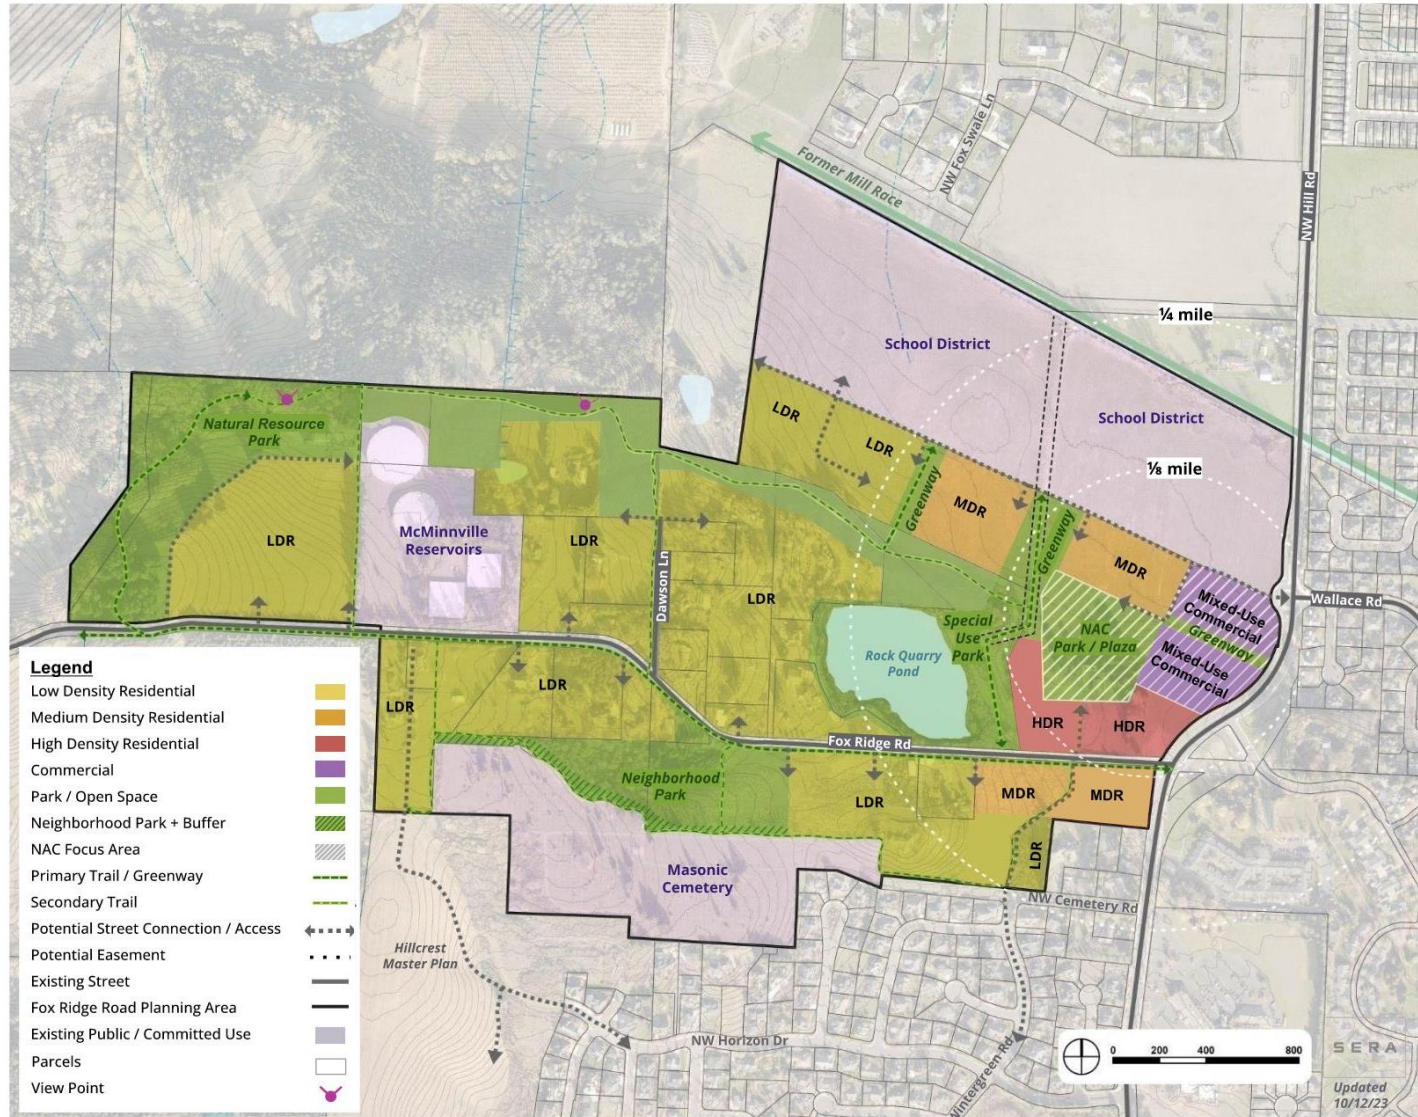 NW Fox Swale Ln
NW Hill Rd
Former Mill Race
¼ mile
School District
School District
⅛ mile
LDR
LDR
Natural Resource
Park
Greenway
MDR
McMinnville
Reservoirs
LDR
LDR
Greenway
MDR
Dawson Ln
LDR
Mixed-Use
Commercial
Wallace Rd
Special
Use
Park
NAC
Park / Plaza
Greenway
Mixed-Use
Commercial
Rock Quarry
Pond
LDR
LDR
HDR
HDR
Fox Ridge Rd
Neighborhood
Park
LDR
MDR
MDR
LDR
Masonic
Cemetery
NW Cemetery Rd
Hillcrest
Master Plan
NW Horizon Dr
Wintergreen Rd
Legend
Low Density Residential
Medium Density Residential
High Density Residential
Commercial
Park / Open Space
Neighborhood Park + Buffer
NAC Focus Area
Primary Trail / Greenway
Secondary Trail
Potential Street Connection / Access
Potential Easement
Existing Street
Fox Ridge Road Planning Area
Existing Public / Committed Use
Parcels
View Point
0 200 400 800
SERA
Updated
10/12/23